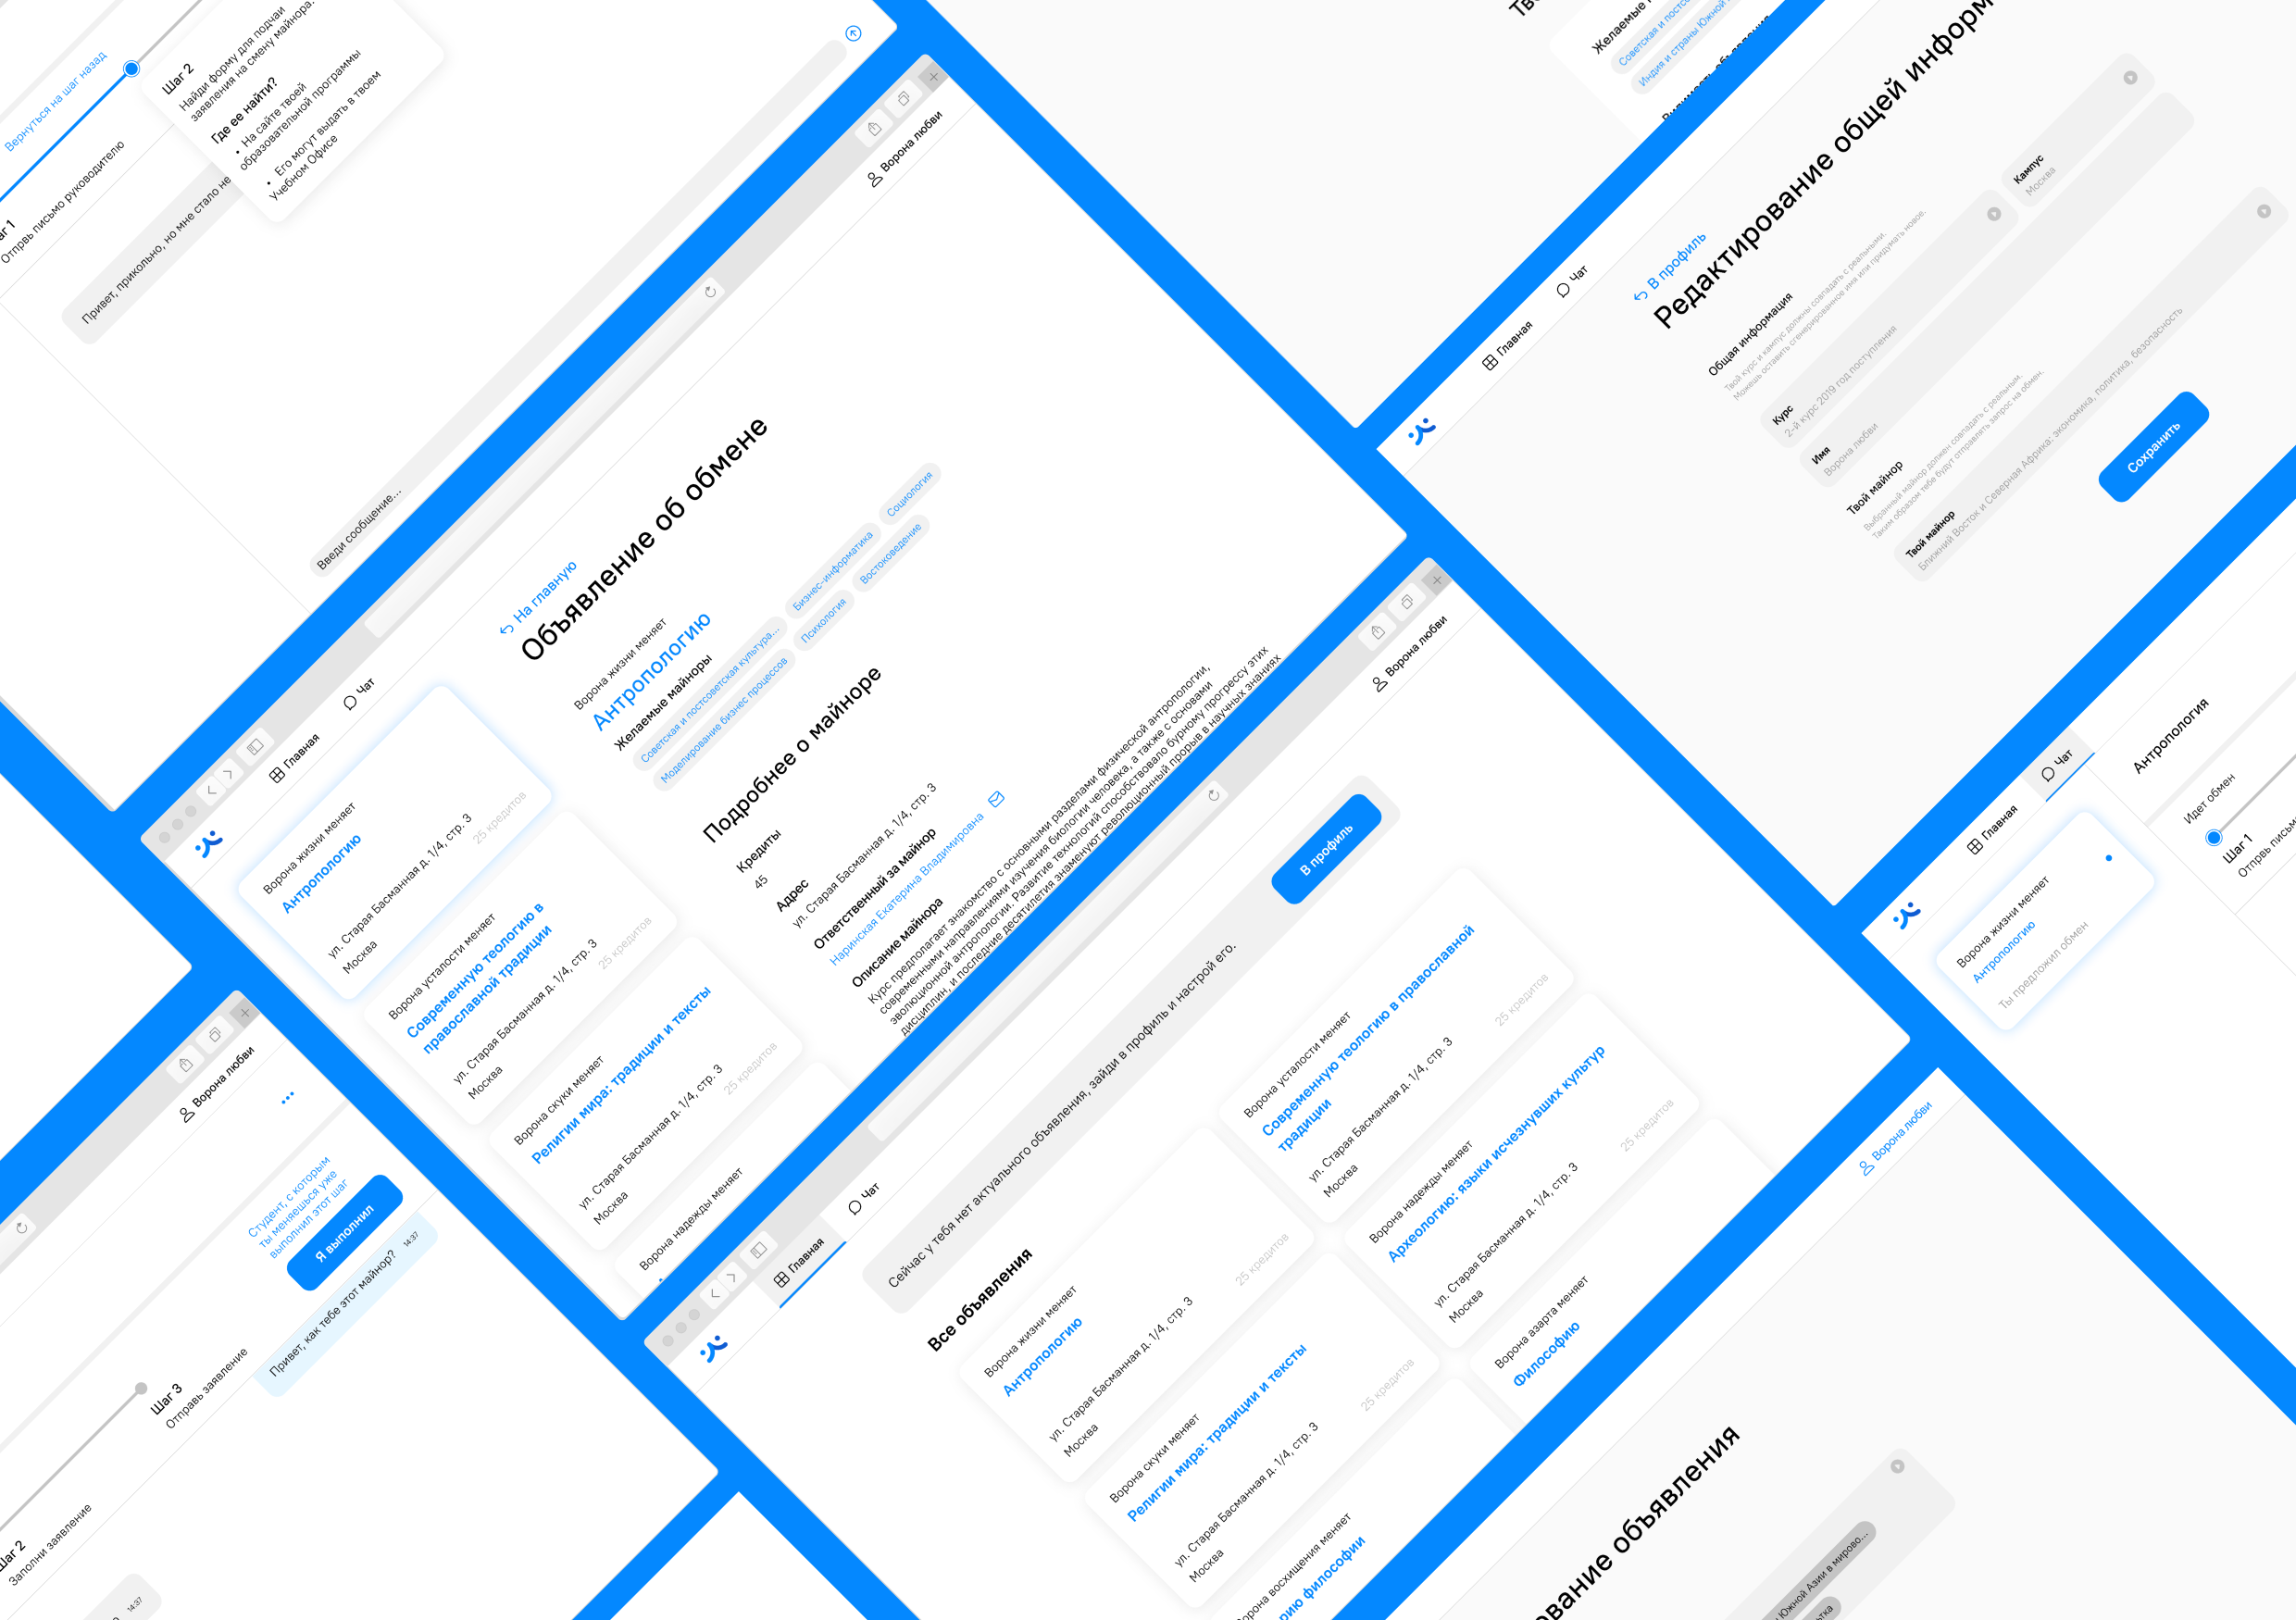 Вернуться на шаг назад
Шаг 2
Найди форму для подачи
заявления на смену майнора.
Где ее найти?
• На сайте твоей
образовательной программы
• Его могут выдать в твоем
Учебном Офисе
Отпрвь письмо руководителю
Привет, прикольно, но мне стало не
Введи сообщение...
Главная
Чат
Ворона любви
Ворона жизни меняет
Антропологию
ул. Старая Басманная д. 1/4, стр. 3
Москва
25 кредитов
Ворона усталости меняет
Современную теологию в
православной традиции
ул. Старая Басманная д. 1/4, стр. 3
Москва
25 кредитов
Ворона скуки меняет
Религии мира: традиции и тексты
ул. Старая Басманная д. 1/4, стр. 3
Москва
25 кредитов
Ворона надежды меняет
На главную
Объявление об обмене
Ворона жизни меняет
Антропологию
Желаемые майноры
Советская и постсоветская культура...
Бизнес-информатика
Социология
Моделирование бизнес процессов
Психология
Востоковедение
Подробнее о майноре
Кредиты
45
Адрес
ул. Старая Басманная д. 1/4, стр. 3
Ответственный за майнор
Наринская Екатерина Владимировна
Описание майнора
Курс предполагает знакомство с основными разделами физической антропологии,
современными направлениями изучения биологии человека, а также с основами
эволюционной антропологии. Развитие технологий способствовало бурному прогрессу этих
дисциплин, и последние десятилетия знаменуют революционный прорыв в научных знаниях
Желаемые
Индия и страны Южной
Главная
Чат
В профиль
Редактирование общей информ
Общая информация
Твой курс и кампус должны совпадать с реальными.
Можешь оставить сгенерированное имя или придумать новое.
Курс
2-й курс 2019 год поступления
Кампус
Москва
Имя
Ворона любви
Твой майнор
Выбранный майнор должен совпадать с реальным.
Таким образом тебе будут отправлять запрос на обмен.
Твой майнор
Ближний Восток и Северная Африка: экономика, политика, безопасность
Сохранить
Главная
Чат
Ворона любви
Сейчас у тебя нет актуального объявления, зайди в профиль и настрой его.
В профиль
Все объявления
Ворона жизни меняет
Антропологию
ул. Старая Басманная д. 1/4, стр. 3
Москва
25 кредитов
Ворона усталости меняет
Современную теологию в православной
традиции
ул. Старая Басманная д. 1/4, стр. 3
Москва
25 кредитов
Ворона скуки меняет
Религии мира: традиции и тексты
ул. Старая Басманная д. 1/4, стр. 3
Москва
25 кредитов
Ворона надежды меняет
Археологию: языки исчезнувших культур
ул. Старая Басманная д. 1/4, стр. 3
Москва
25 кредитов
Ворона восхищения меняет
рию философии
Ворона азарта меняет
Философию
Главная
Чат
Ворона жизни меняет
Антропологию
Ты предложил обмен
Антропология
Идет обмен
Шаг 1
Отпрвь письм
Ворона любви
ование объявления
Южной Азии в мирово...
Ворона любви
Студент, с которым
ты меняешься уже
выполнил этот шаг
Я выполнил
Привет, как тебе этот майнор?
14:37
Шаг 3
Отправь заявление
Шаг 2
Заполни заявление
14:37